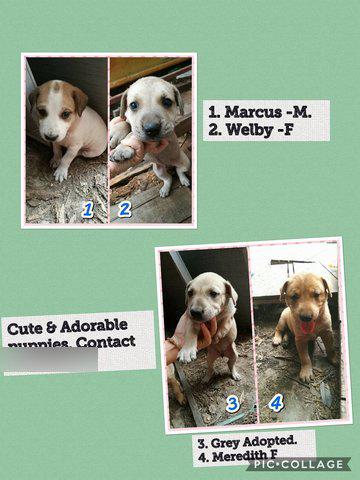 1. Marcus -M.
2. Welby -F
1
2
Cute & Adorable
puppies. Contact
3
4
3. Grey Adopted.
4. Meredith F
PIC•COLLAGE